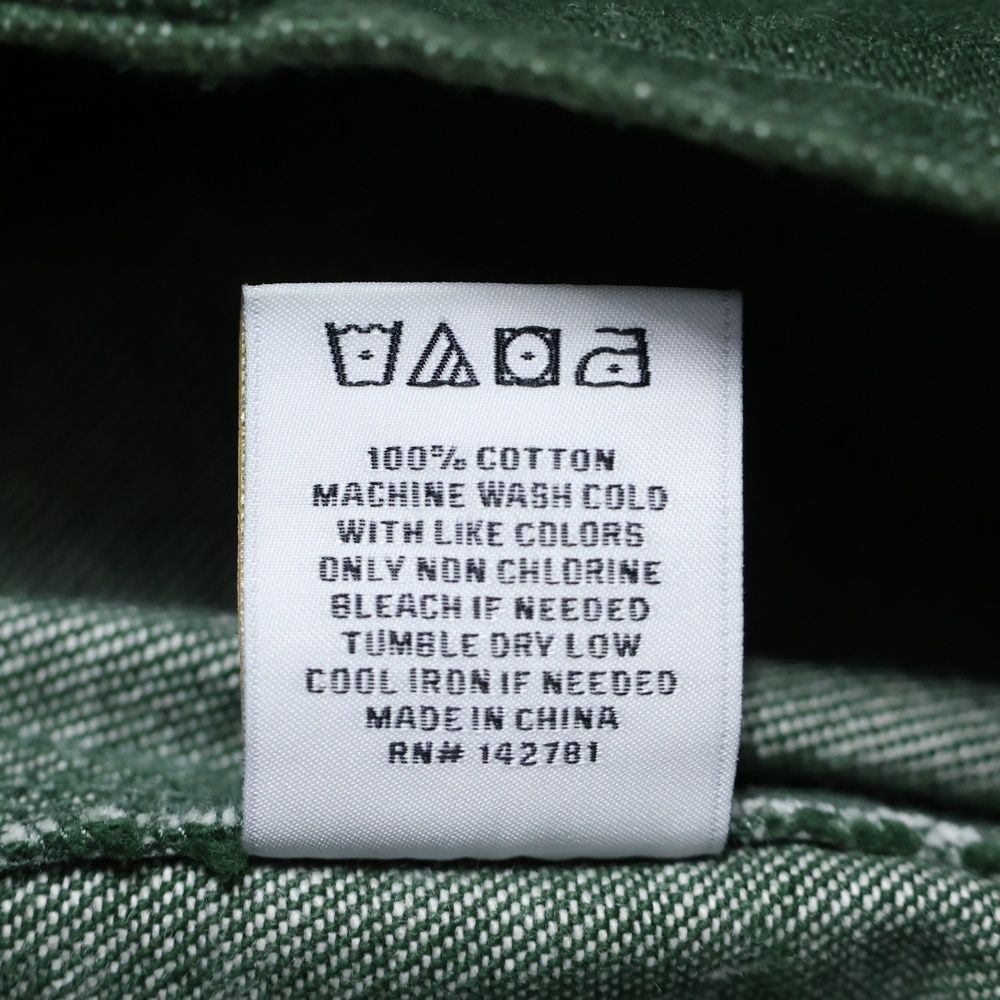 100% COTTON
MACHINE WASH COLD
WITH LIKE COLORS
ONLY NON CHLORINE
BLEACH IF NEEDED
TUMBLE DRY LOW
COOL IRON IF NEEDED
MADE IN CHINA
RN# 142781